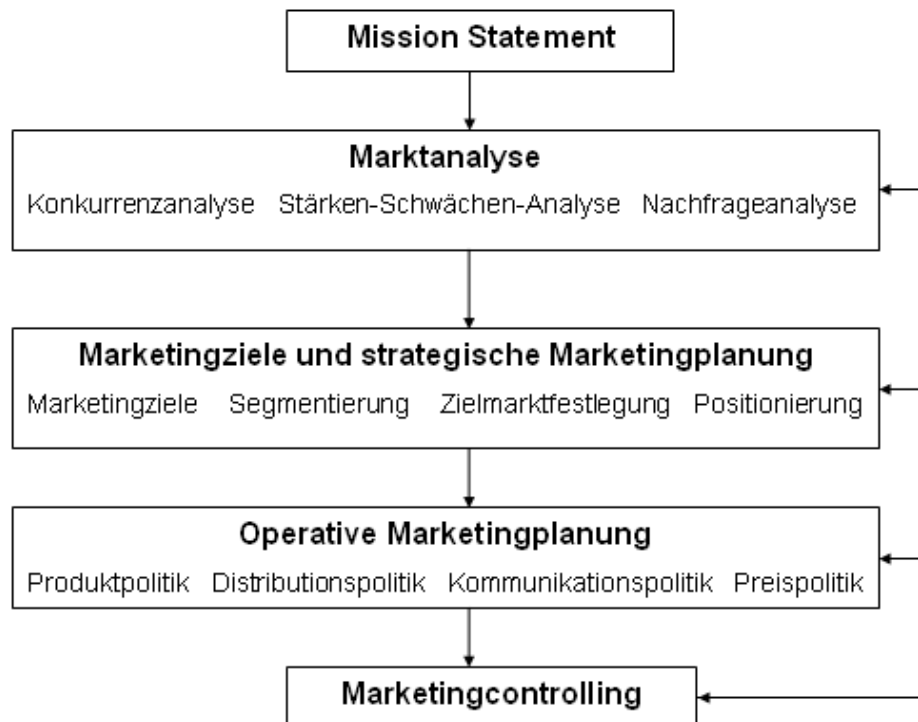 Mission Statement
Marktanalyse
Konkurrenzanalyse Stärken-Schwächen-Analyse Nachfrageanalyse
Marketingziele und strategische Marketingplanung
Marketingziele Segmentierung Zielmarktfestlegung Positionierung
Operative Marketingplanung
Produktpolitik Distributionspolitik Kommunikationspolitik Preispolitik
Marketingcontrolling